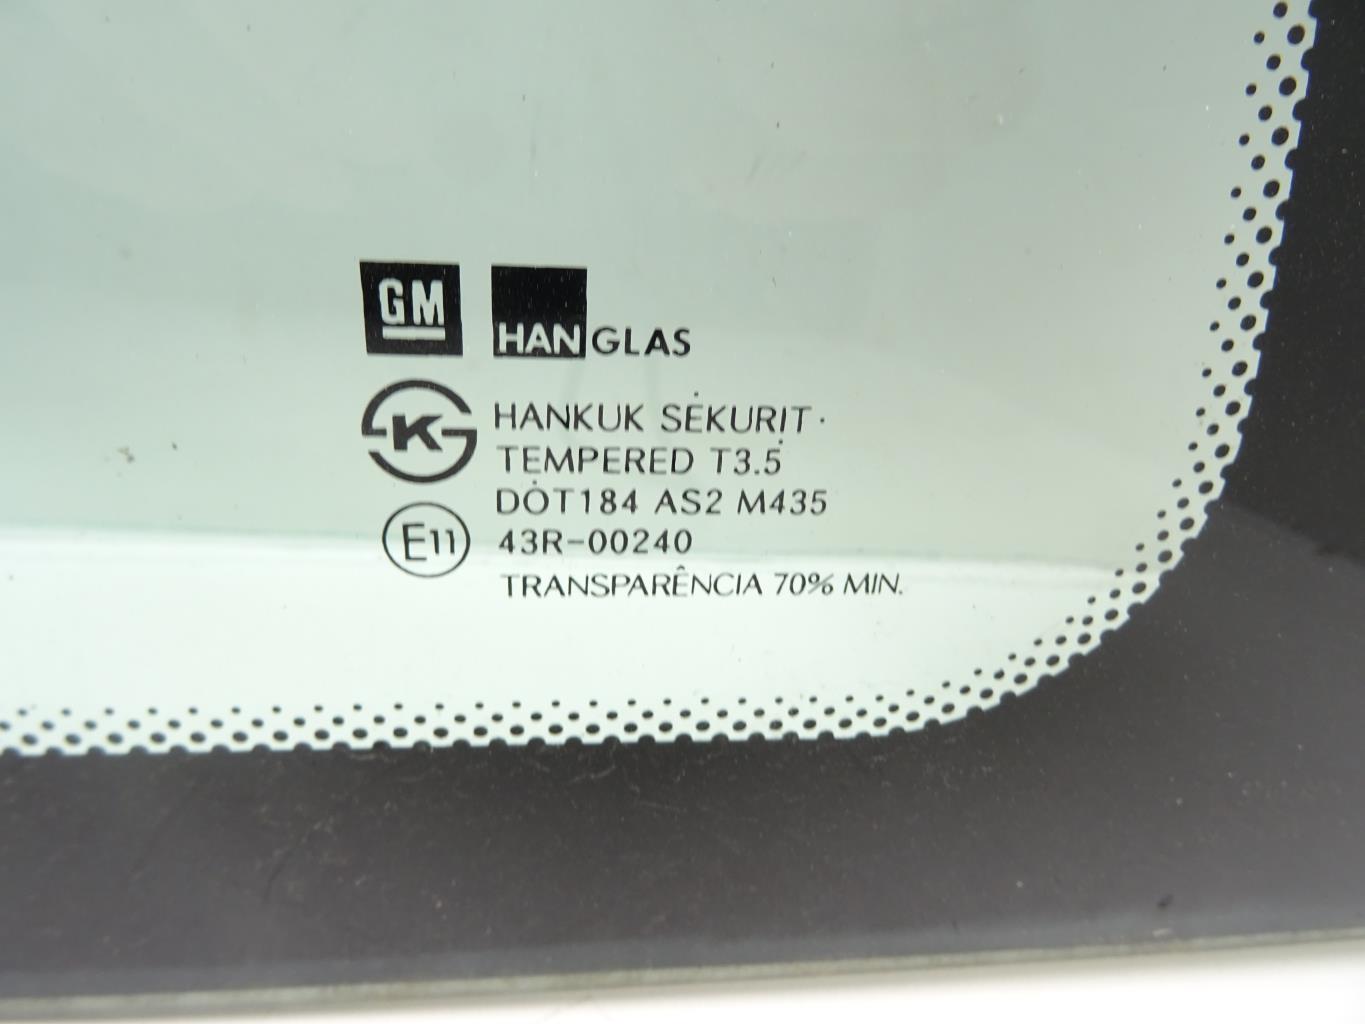 GM HANGLAS
K HANKUK SEKURIT·
TEMPERED T3.5
DOT184 AS2 M435
E11 43R-00240
TRANSPARÊNCIA 70% MIN.